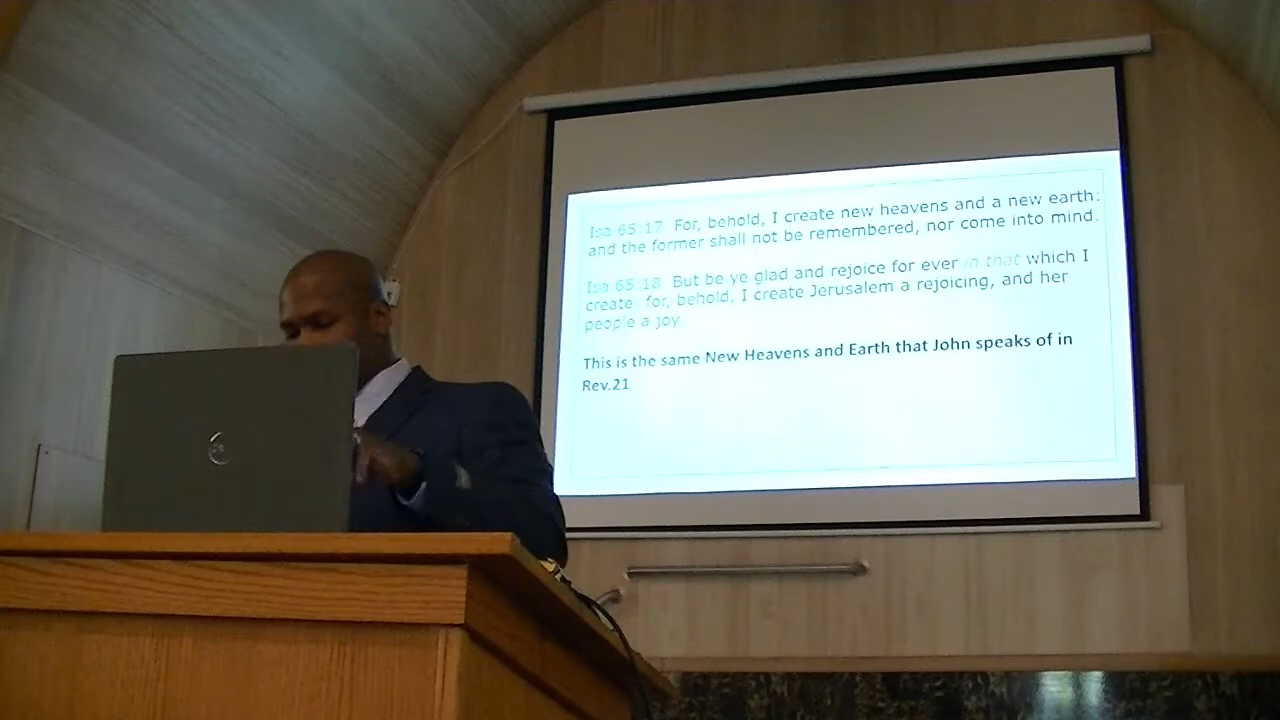 Isa 65:17 For, behold, I create new heavens and a new earth:
and the former shall not be remembered, nor come into mind.
Isa 65:18 But be ye glad and rejoice for ever in that which I
create: for, behold, I create Jerusalem a rejoicing, and her
people a joy.
This is the same New Heavens and Earth that John speaks of in
Rev.21